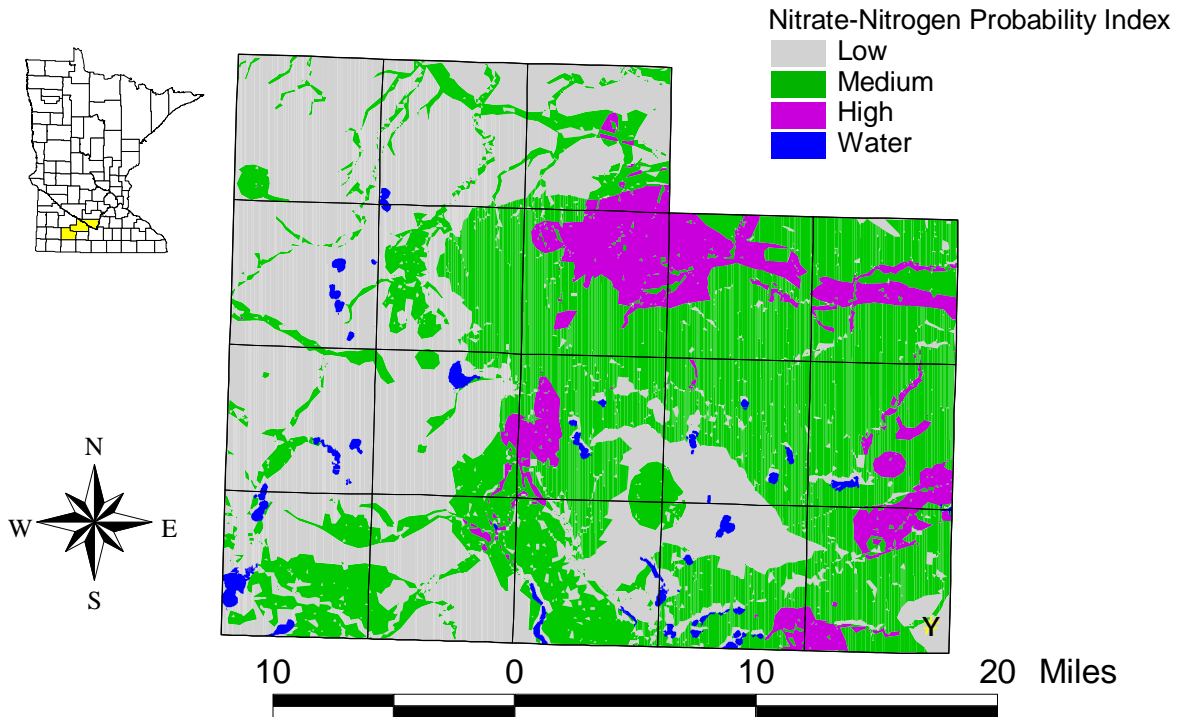 Nitrate-Nitrogen Probability Index
Low
Medium
High
Water
N
W E
S
Y
10 0 10 20 Miles